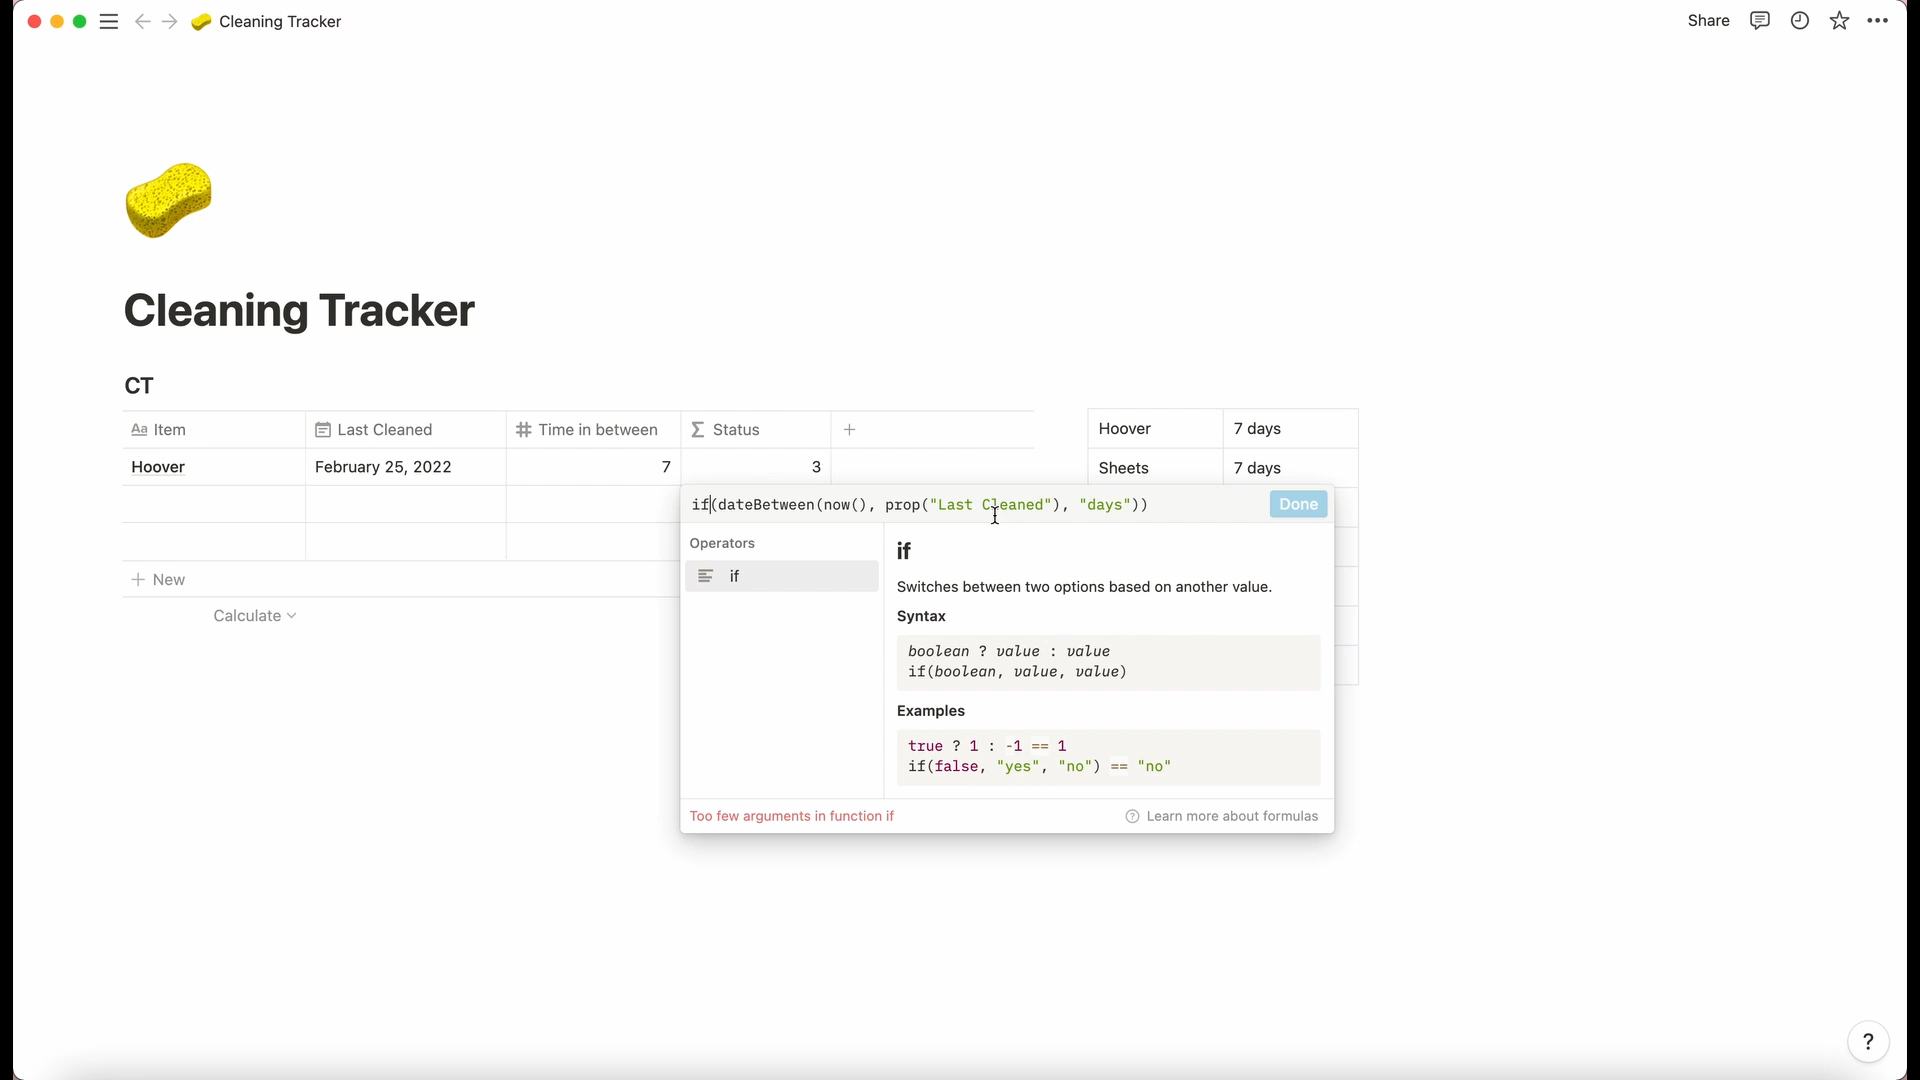 Cleaning Tracker
Share
Cleaning Tracker
CT
Aa Item
Last Cleaned
Time in between
Status
Hoover
February 25, 2022
7
3
Hoover
7 days
Sheets
7 days
if(dateBetween(now(), prop("Last Cleaned"), "days"))
Done
Operators
if
if
Switches between two options based on another value.
Syntax
boolean ? value : value
if(boolean, value, value)
Examples
true ? 1 : -1 == 1
if(false, "yes", "no") == "no"
Too few arguments in function if
Learn more about formulas
+ New
Calculate
?